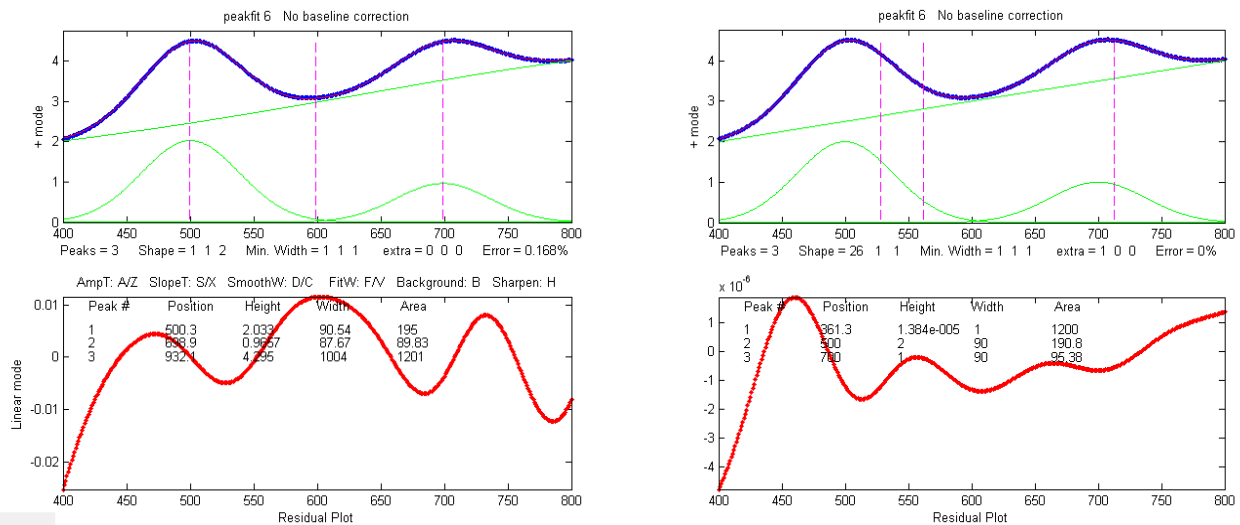 peakfit 6 No baseline correction
+ mode
4
3
2
1
0
400 450 500 550 600 650 700 750 800
Peaks = 3 Shape = 1 1 2 Min. Width = 1 1 1 extra = 0 0 0 Error = 0.168%
AmpT: A/Z SlopeT: S/X SmoothW: D/C FitW: F/V Background: B Sharpen: H
Linear mode
0.01
0
-0.01
-0.02
Peak # Position Height Width Area
1 500.3 2.033 90.54 195
2 698.9 0.9657 87.67 89.83
3 932.1 4.295 1004 1201
400 450 500 550 600 650 700 750 800
Residual Plot
peakfit 6 No baseline correction
+ mode
4
3
2
1
0
400 450 500 550 600 650 700 750 800
Peaks = 3 Shape = 26 1 1 Min. Width = 1 1 1 extra = 1 0 0 Error = 0%
x 10-6
1
0
-1
-2
-3
-4
Peak # Position Height Width Area
1 361.3 1.384e-005 1 1200
2 500 2 90 190.8
3 700 1 90 95.38
400 450 500 550 600 650 700 750 800
Residual Plot